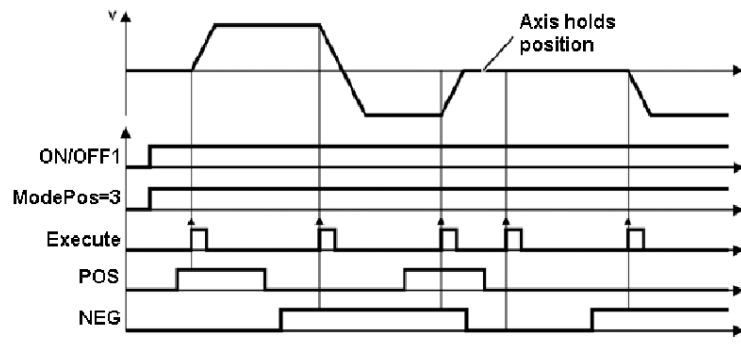 v
Axis holds
position
ON/OFF1
ModePos=3
Execute
POS
NEG